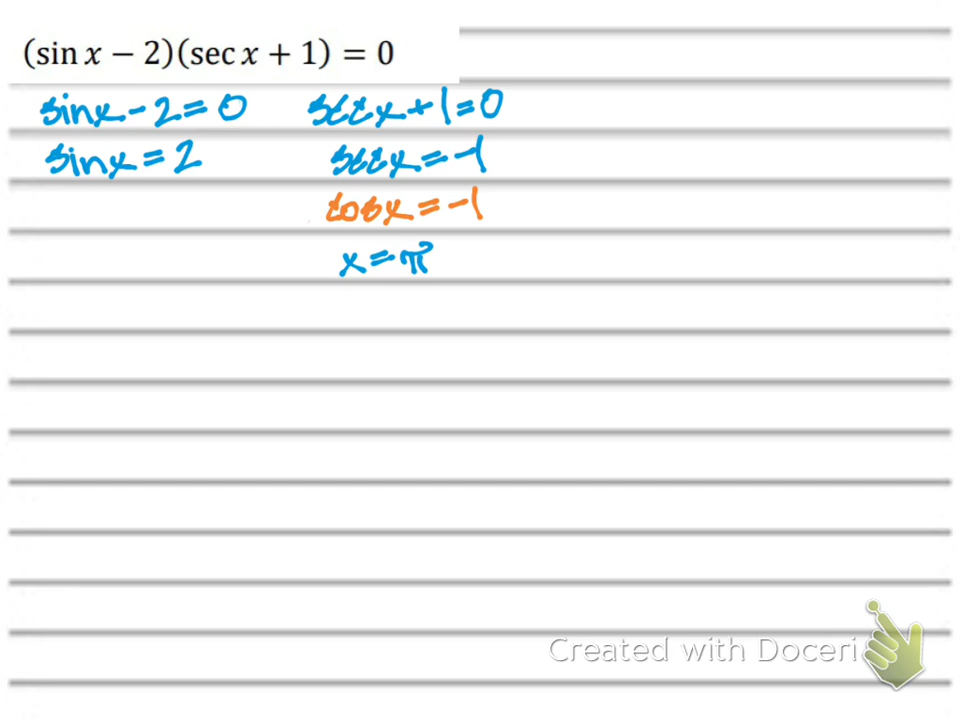 (sin x − 2)(sec x + 1) = 0
sinx - 2 = 0 secx + 1 = 0
sinx = 2 secx = -1
cosx = -1
x = π
Created with Doceri